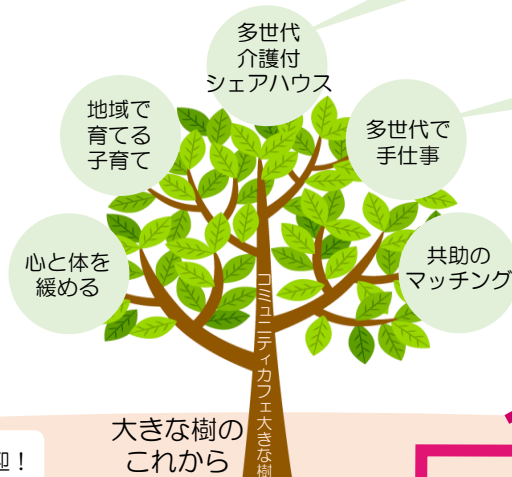 多世代
介護付
シェアハウス
地域で
育てる
子育て
多世代で
手仕事
心と体を
緩める
共助の
マッチング
コミュニティカフェ大きな樹
大きな樹の
これから
迎！